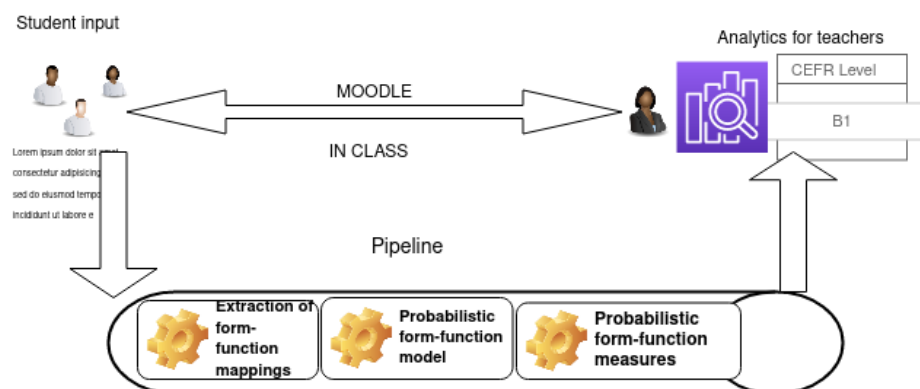 Student input
Analytics for teachers
CEFR Level
MOODLE
B1
IN CLASS
Lorem ipsum dolor sit amet
consectetur adipisicing
sed do eiusmod tempo
incididunt ut labore e
Pipeline
Extraction of
form-
function
mappings
Probabilistic
form-function
model
Probabilistic
form-function
measures